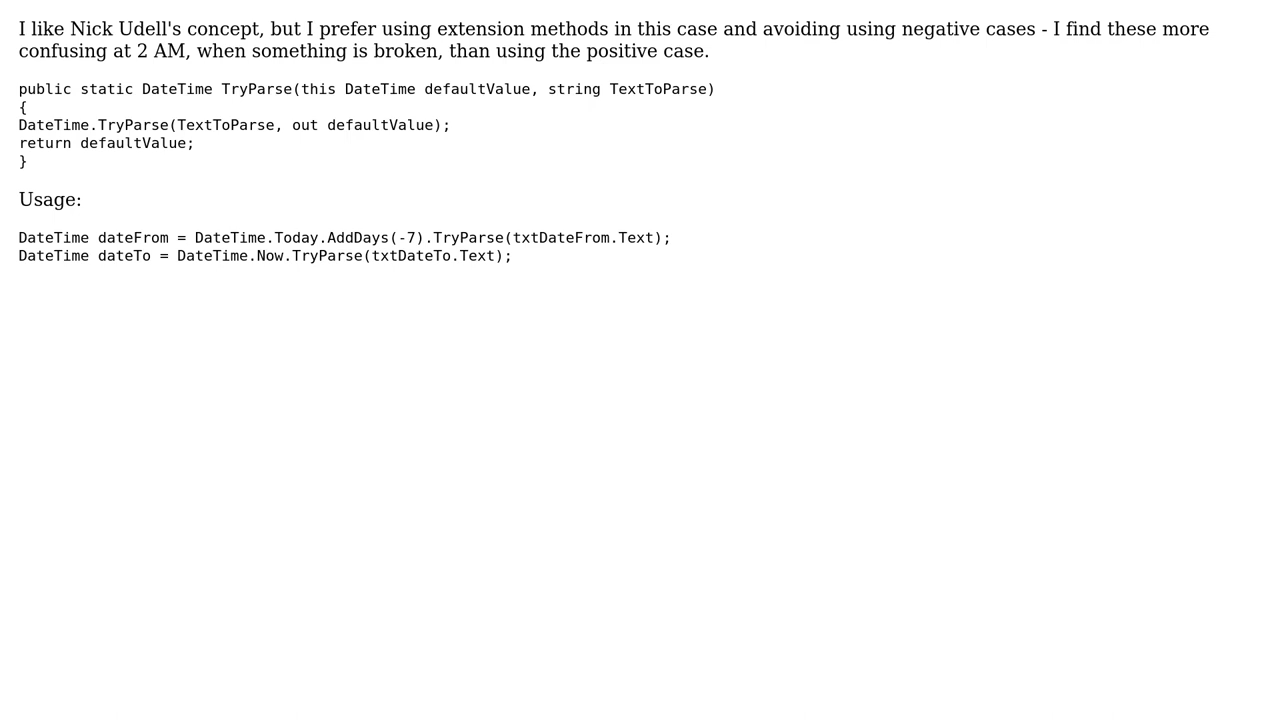 I like Nick Udell's concept, but I prefer using extension methods in this case and avoiding using negative cases - I find these more
confusing at 2 AM, when something is broken, than using the positive case.
public static DateTime TryParse(this DateTime defaultValue, string TextToParse)
{
DateTime.TryParse(TextToParse, out defaultValue);
return defaultValue;
}
Usage:
DateTime dateFrom = DateTime.Today.AddDays(-7).TryParse(txtDateFrom.Text);
DateTime dateTo = DateTime.Now.TryParse(txtDateTo.Text);